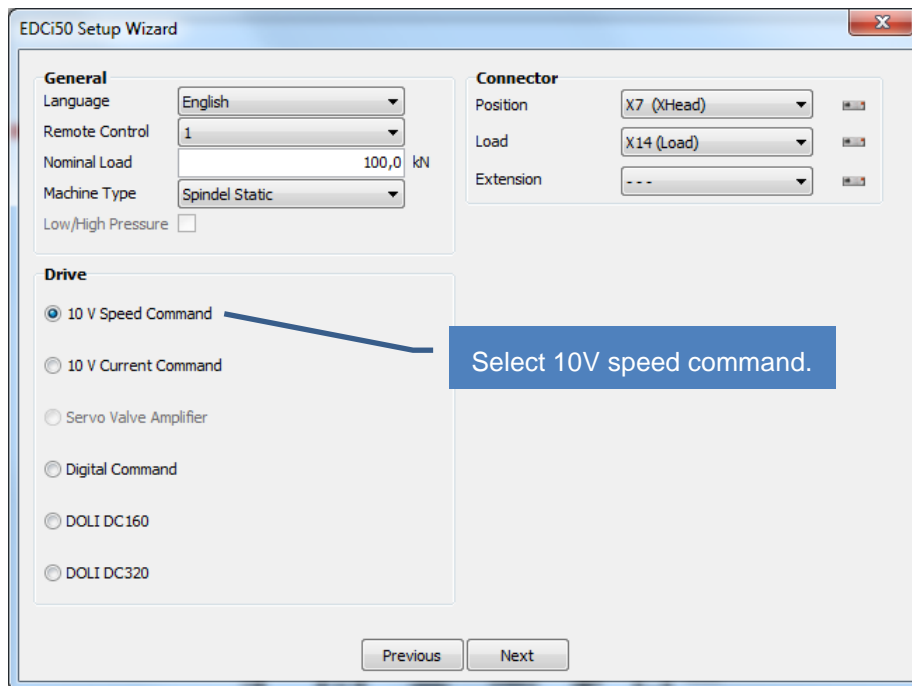 EDCi50 Setup Wizard
General
Language English
Remote Control 1
Nominal Load 100,0 kN
Machine Type Spindel Static
Low/High Pressure
Connector
Position X7 (XHead)
Load X14 (Load)
Extension - - -
Drive
10 V Speed Command
Select 10V speed command.
10 V Current Command
Servo Valve Amplifier
Digital Command
DOLI DC160
DOLI DC320
Previous Next